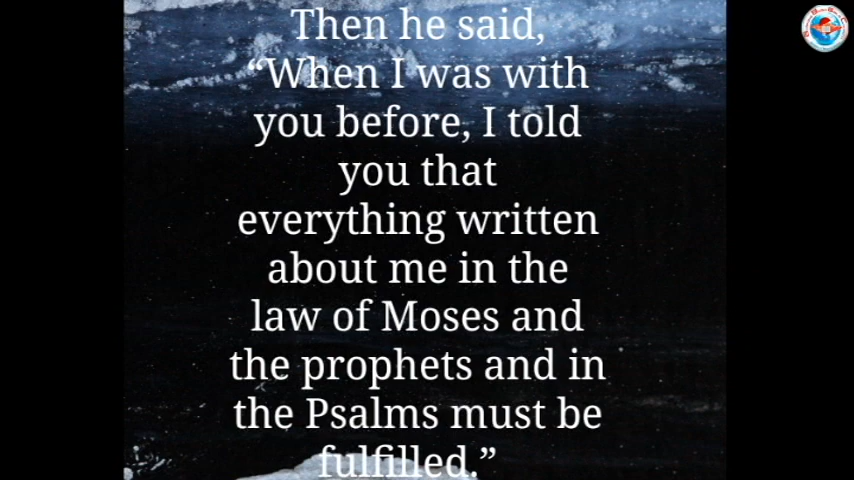 Then he said,
“When I was with
you before, I told
you that
everything written
about me in the
law of Moses and
the prophets and in
the Psalms must be
fulfilled.”